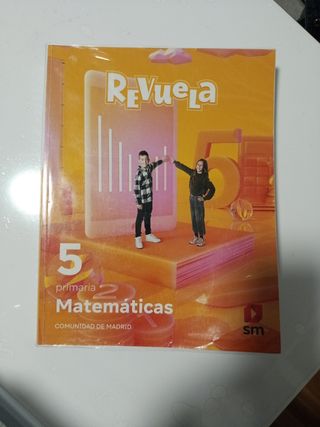 REVUELA
5
primaria
Matemáticas
COMUNIDAD DE MADRID
sm